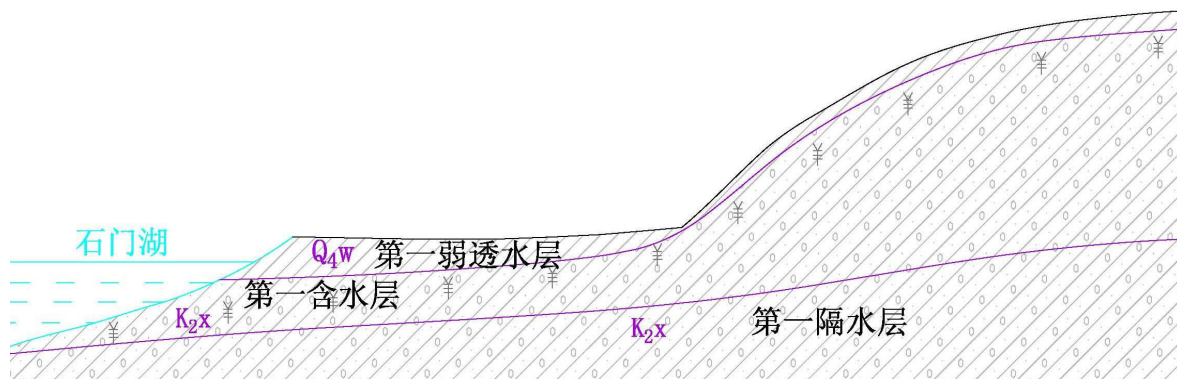 石门湖
Q₄w 第一弱透水层
第一含水层
K₂x
K₂x
第一隔水层